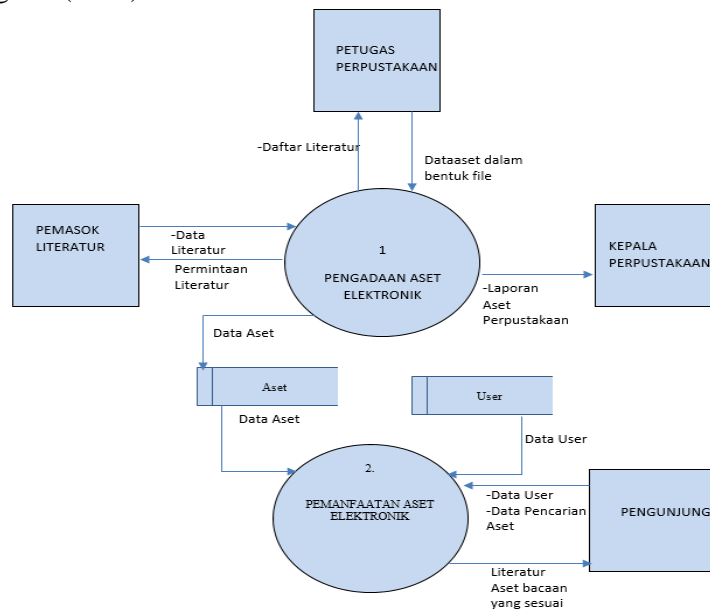 PETUGAS
PERPUSTAKAAN
-Daftar Literatur
Dataaset dalam
bentuk file
PEMASOK
LITERATUR
-Data
Literatur
Permintaan
Literatur
1
PENGADAAN ASET
ELEKTRONIK
KEPALA
PERPUSTAKAAN
-Laporan
Aset
Perpustakaan
Data Aset
Aset
User
Data Aset
Data User
2.
PEMANFAATAN ASET
ELEKTRONIK
-Data User
-Data Pencarian
Aset
PENGUNJUNG
Literatur
Aset bacaan
yang sesuai